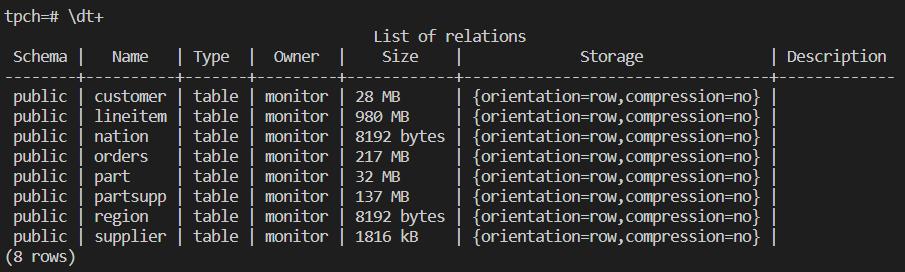 tpch=# \dt+
                                   List of relations
 Schema |   Name   | Type  |  Owner  |    Size    |             Storage              | Description
--------+----------+-------+---------+------------+----------------------------------+-------------
 public | customer | table | monitor | 28 MB      | {orientation=row,compression=no} |
 public | lineitem | table | monitor | 980 MB     | {orientation=row,compression=no} |
 public | nation   | table | monitor | 8192 bytes | {orientation=row,compression=no} |
 public | orders   | table | monitor | 217 MB     | {orientation=row,compression=no} |
 public | part     | table | monitor | 32 MB      | {orientation=row,compression=no} |
 public | partsupp | table | monitor | 137 MB     | {orientation=row,compression=no} |
 public | region   | table | monitor | 8192 bytes | {orientation=row,compression=no} |
 public | supplier | table | monitor | 1816 kB    | {orientation=row,compression=no} |
(8 rows)